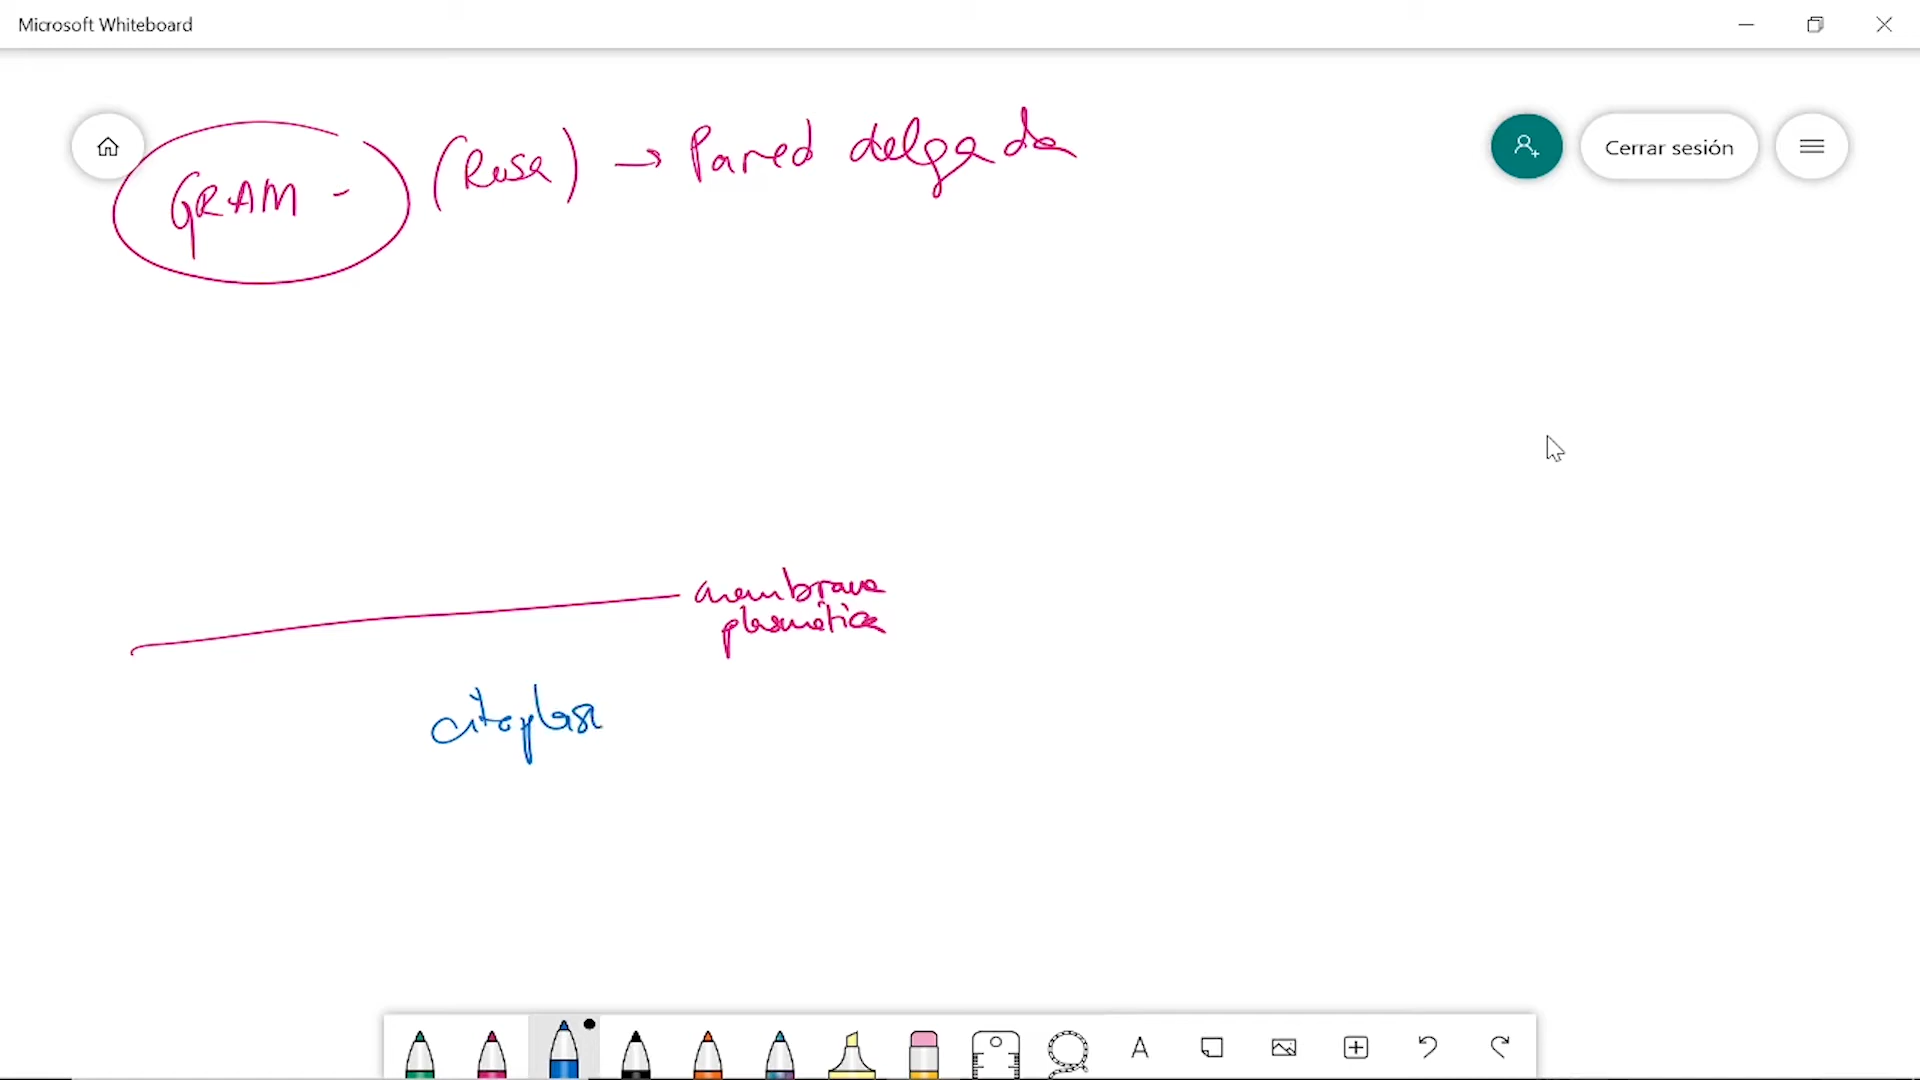 Microsoft Whiteboard
GRAM - (Rosa) → Pared delgada
Cerrar sesión
membrana
plasmática
citoplas
A